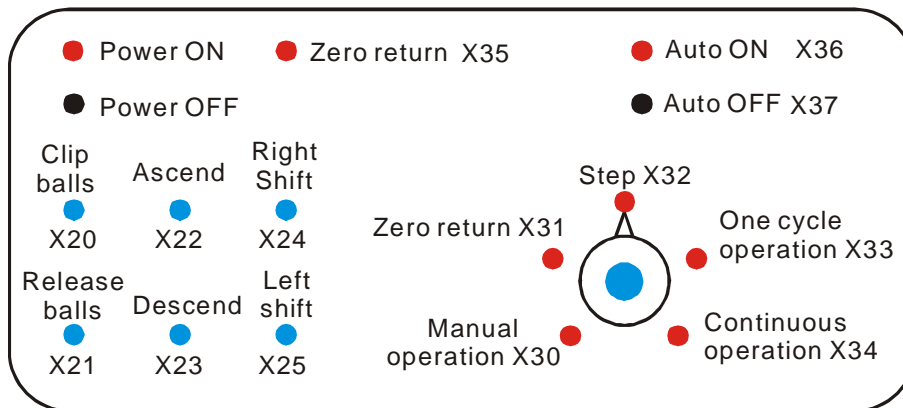 Power ON
Zero return X35
Auto ON X36
Power OFF
Auto OFF X37
Clip
balls
X20
Ascend
X22
Right
Shift
X24
Release
balls
X21
Descend
X23
Left
shift
X25
Step X32
Zero return X31
One cycle
operation X33
Manual
operation X30
Continuous
operation X34